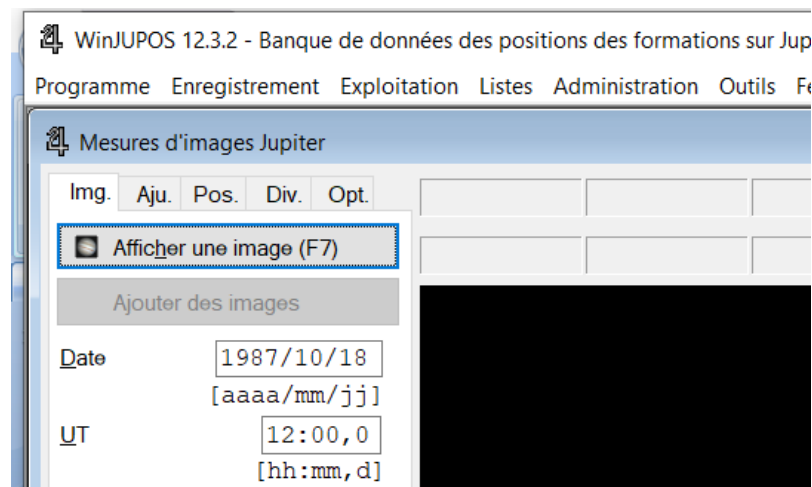 WinJUPOS 12.3.2 - Banque de données des positions des formations sur Jup
Programme Enregistrement Exploitation Listes Administration Outils Fe
Mesures d'images Jupiter
Img. Aju. Pos. Div. Opt.
Afficher une image (F7)
Ajouter des images
Date 1987/10/18
[aaaa/mm/jj]
UT 12:00,0
[hh:mm,d]